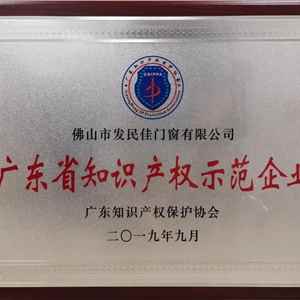 佛山市发民佳门窗有限公司
广东省知识产权示范企业
广东知识产权保护协会
二〇一九年九月